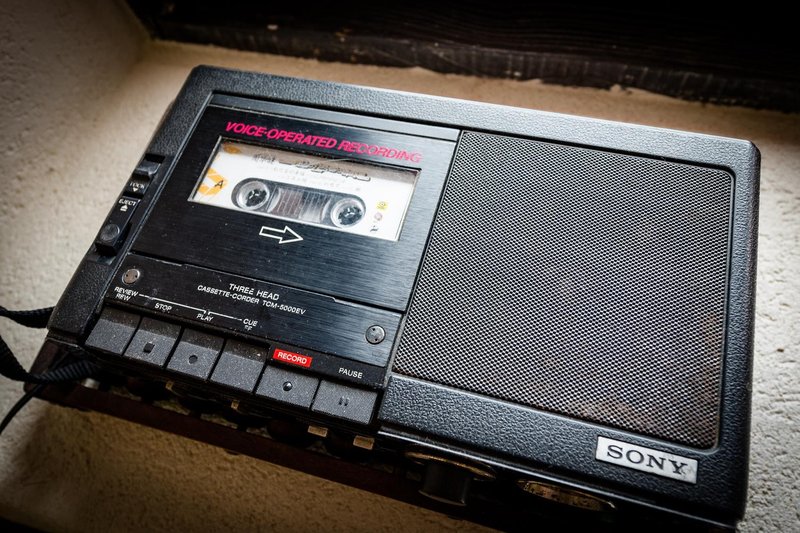 VOICE-OPERATED RECORDING
A
LOCK
EJECT
THREE HEAD
CASSETTE-CORDER TCM-5000EV
REVIEW
REW
STOP
PLAY
CUE
FF
RECORD
PAUSE
SONY